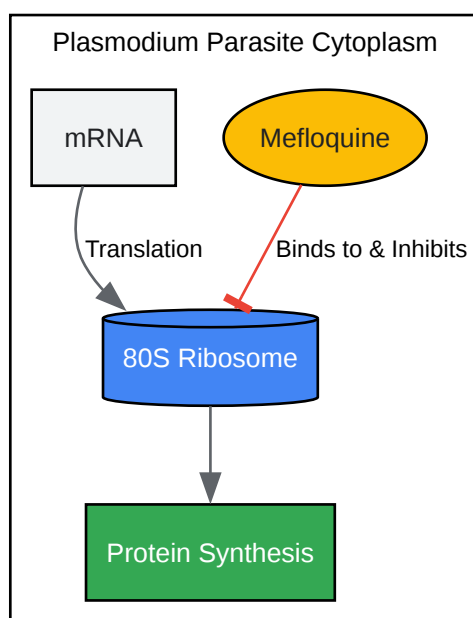 Plasmodium Parasite Cytoplasm
mRNA
Mefloquine
Translation
Binds to & Inhibits
80S Ribosome
Protein Synthesis